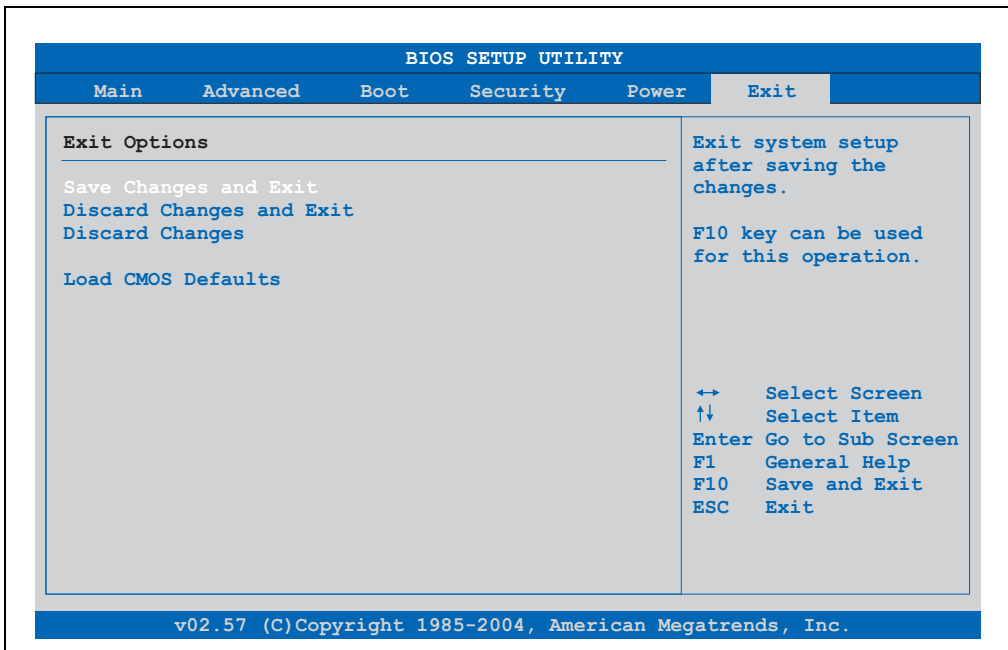 BIOS SETUP UTILITY
Main Advanced Boot Security Power Exit
Exit Options
Save Changes and Exit
Discard Changes and Exit
Discard Changes
Load CMOS Defaults
Exit system setup
after saving the
changes.
F10 key can be used
for this operation.
↔ Select Screen
↑↓ Select Item
Enter Go to Sub Screen
F1 General Help
F10 Save and Exit
ESC Exit
v02.57 (C)Copyright 1985-2004, American Megatrends, Inc.